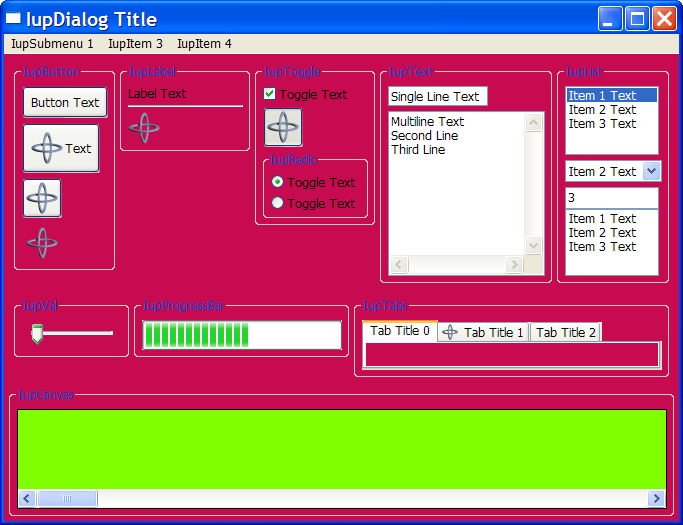 IupDialog Title
IupSubmenu 1 IupItem 3 IupItem 4
IupButton
Button Text
Text
IupLabel
Label Text
IupToggle
Toggle Text
IupRadio
Toggle Text
Toggle Text
IupText
Single Line Text
Multiline Text
Second Line
Third Line
IupList
Item 1 Text
Item 2 Text
Item 3 Text
Item 2 Text
3
Item 1 Text
Item 2 Text
Item 3 Text
IupVal
IupProgressBar
IupTabs
Tab Title 0 Tab Title 1 Tab Title 2
IupCanvas